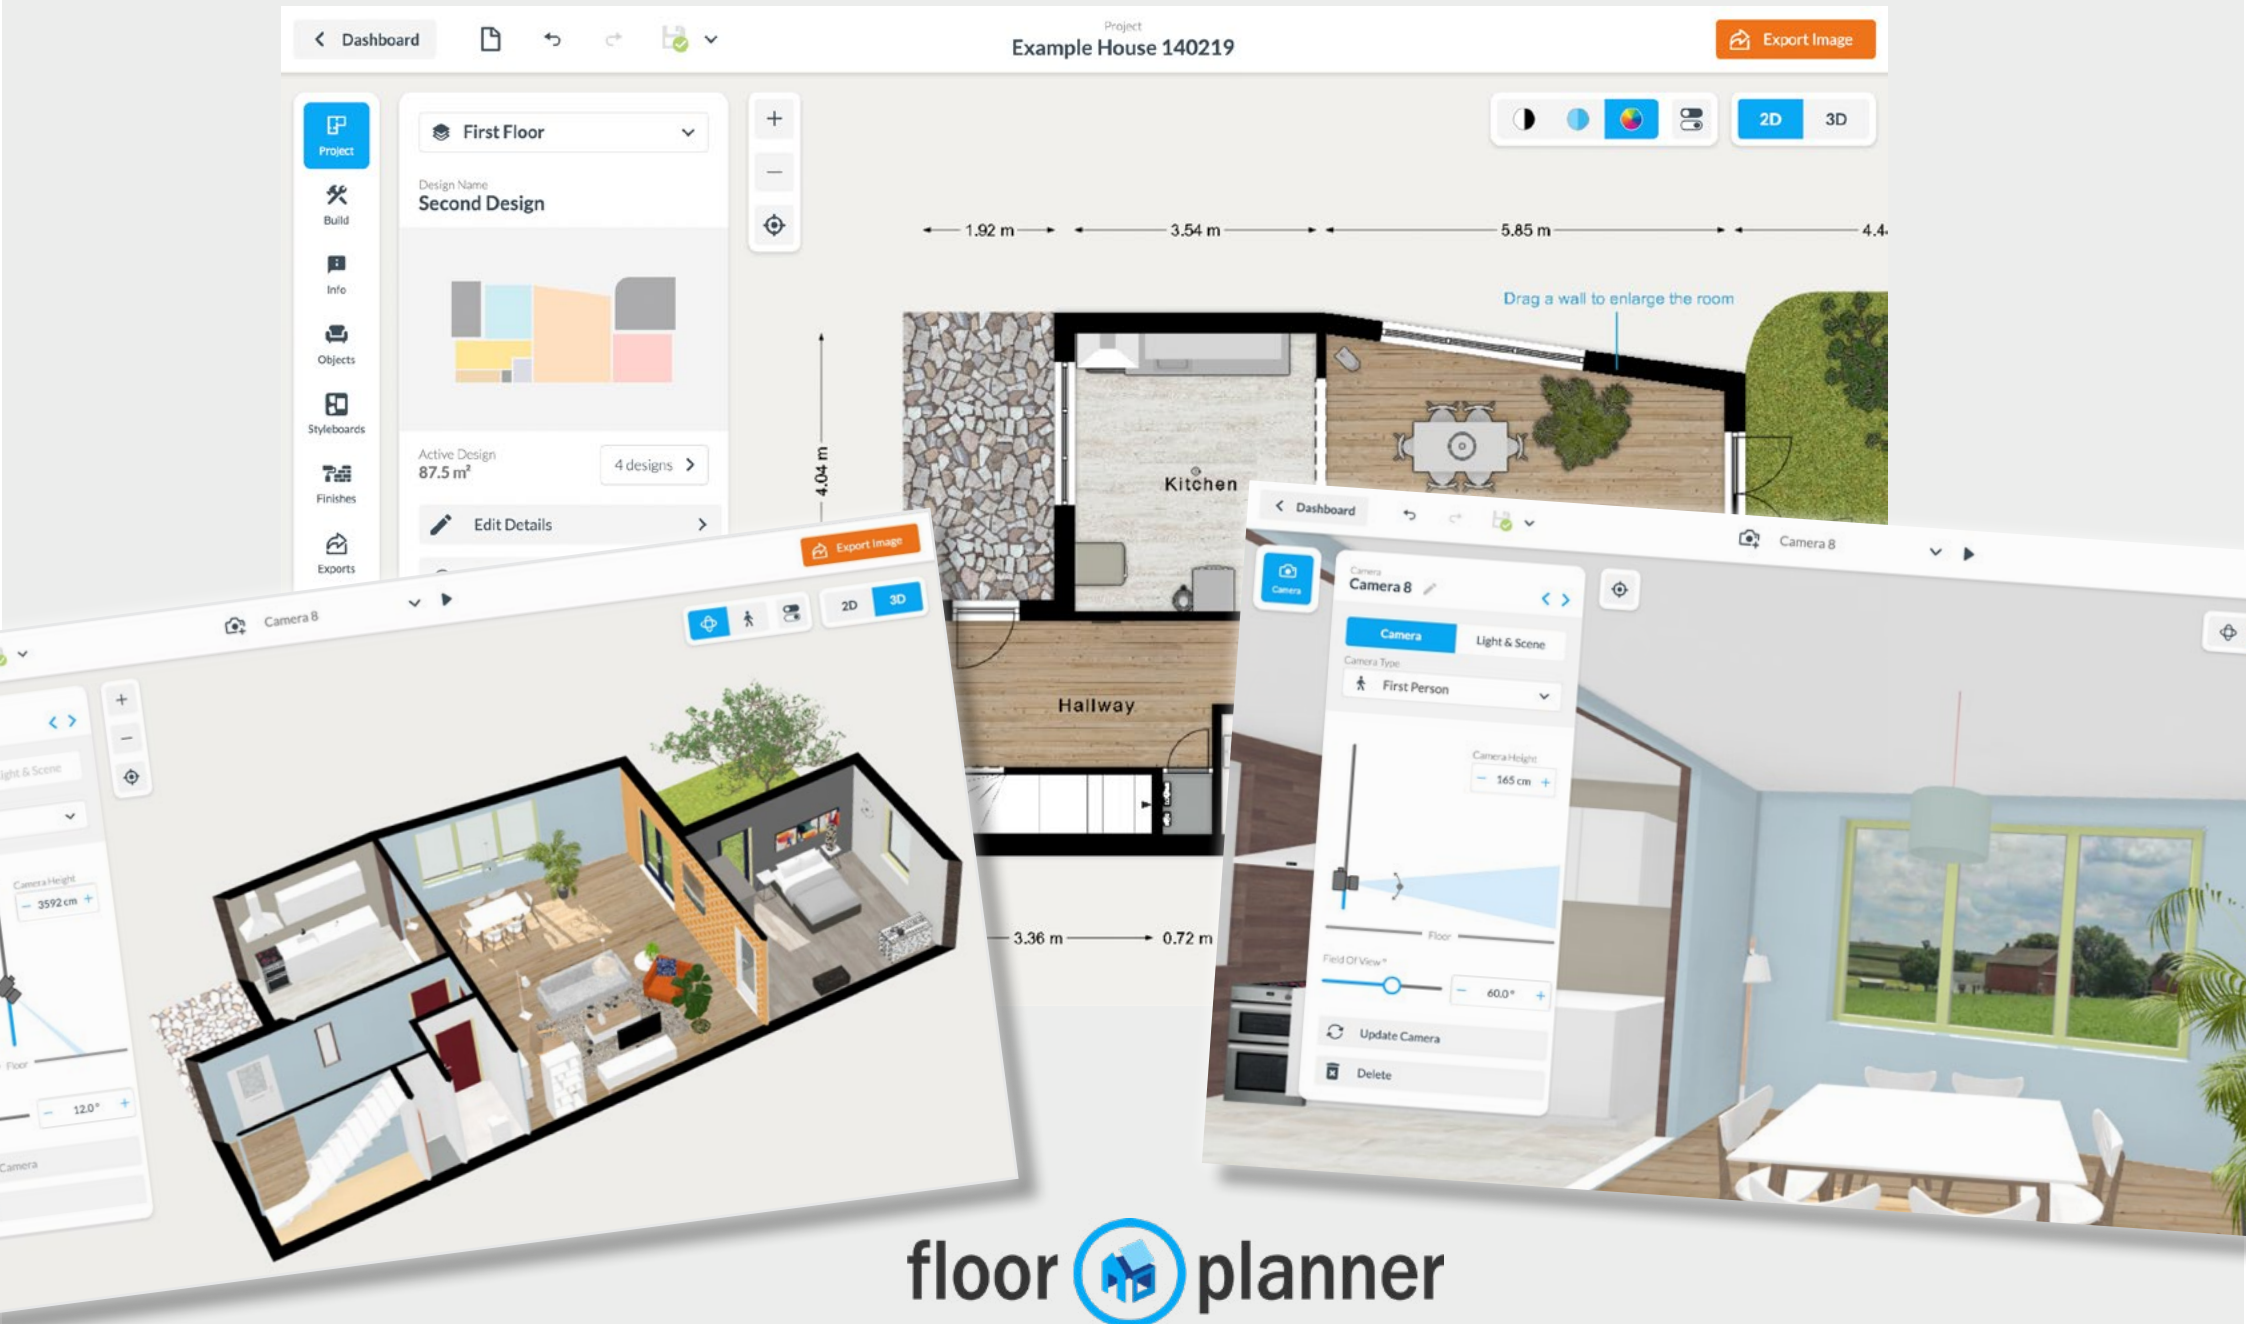 Dashboard
Project
Example House 140219
Export Image
Project
Build
Info
Objects
Styleboards
Finishes
Exports
First Floor
Design Name
Second Design
Active Design
87.5 m²
4 designs
Edit Details
2D 3D
1.92 m 3.54 m 5.85 m 4.4
Drag a wall to enlarge the room
4.04 m
Kitchen
Hallway
3.36 m 0.72 m
Export Image
Camera 8
2D 3D
ight & Scene
Camera Height
3592 cm
Floor
12.0°
Camera
Dashboard
Camera 8
Camera
Camera
Camera 8
Camera Light & Scene
Camera Type
First Person
Camera Height
165 cm
Floor
Field Of View°
60.0°
Update Camera
Delete
floor planner